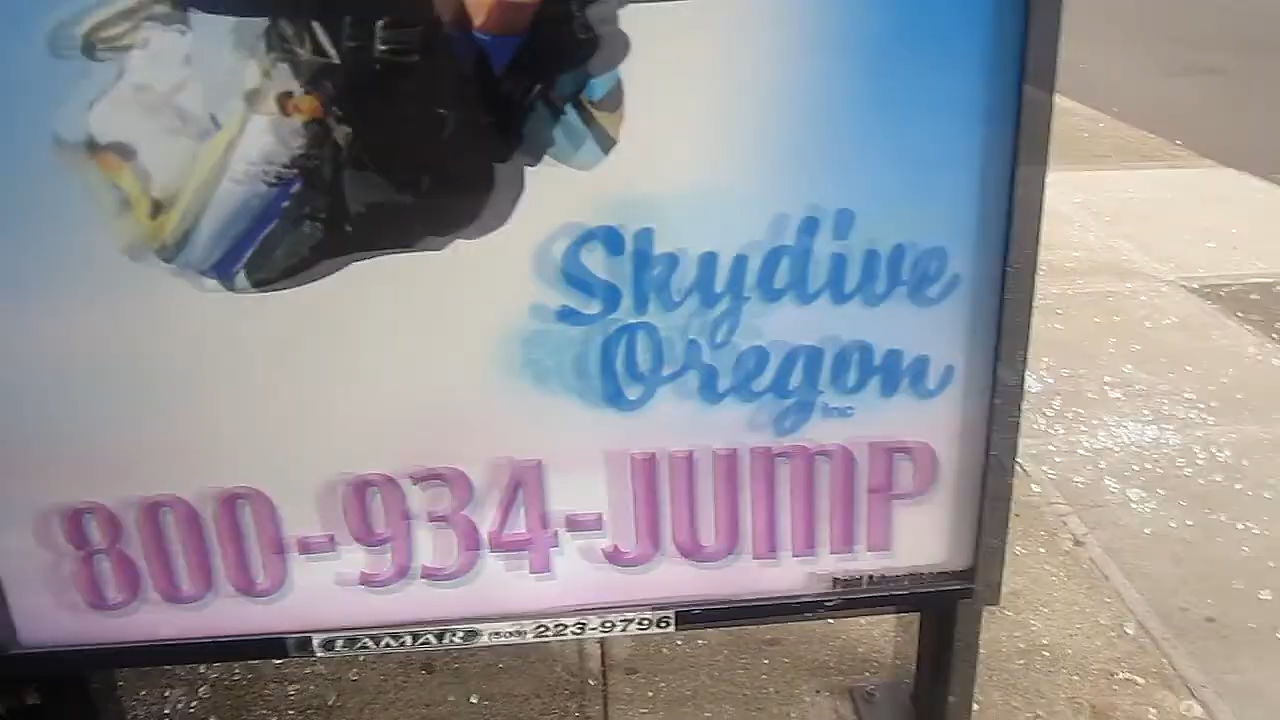 Skydive
Oregon
Inc
800-934-JUMP
LAMAR (503) 223-9796